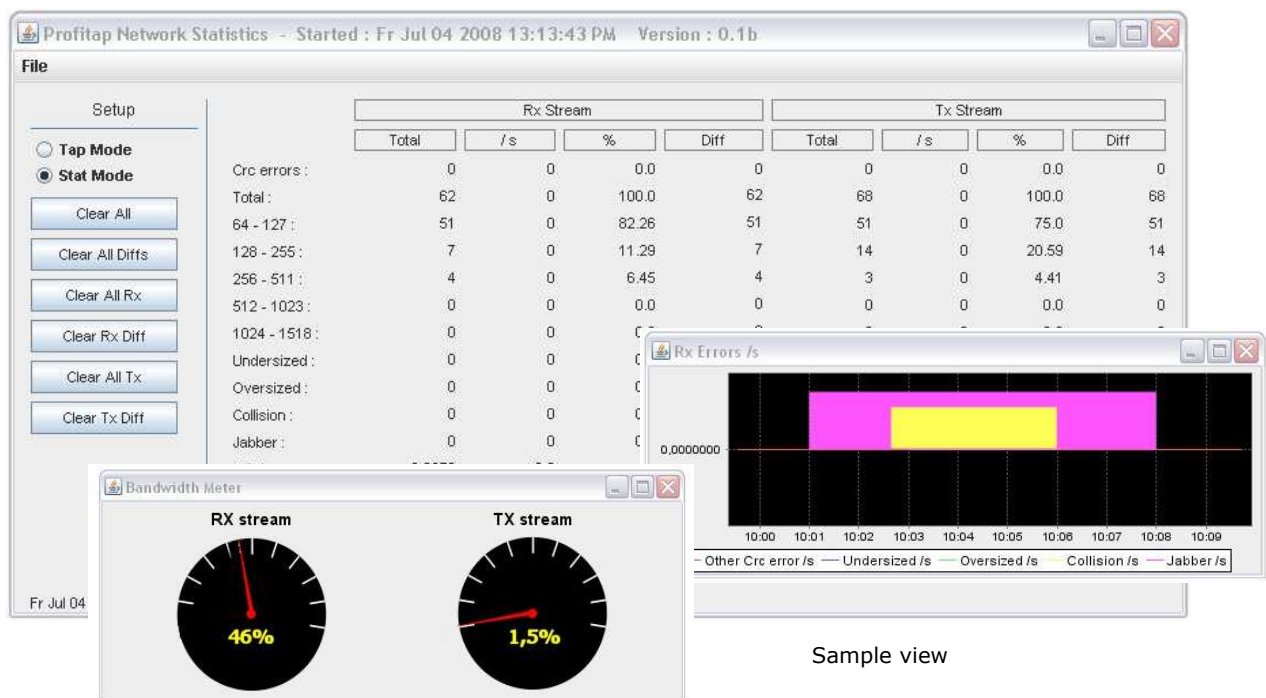 Profitap Network Statistics - Started : Fr Jul 04 2008 13:13:43 PM Version : 0.1b
File
Setup
Tap Mode
Stat Mode
Clear All
Clear All Diffs
Clear All Rx
Clear Rx Diff
Clear All Tx
Clear Tx Diff
Rx Stream Tx Stream
Total / s % Diff Total / s % Diff
Crc errors : 0 0 0.0 0 0 0 0.0 0
Total : 62 0 100.0 62 68 0 100.0 68
64 - 127 : 51 0 82.26 51 51 0 75.0 51
128 - 255 : 7 0 11.29 7 14 0 20.59 14
256 - 511 : 4 0 6.45 4 3 0 4.41 3
512 - 1023 : 0 0 0.0 0 0 0 0.0 0
1024 - 1518 : 0 0
Undersized : 0 0
Oversized : 0 0
Collision : 0 0
Jabber : 0 0
Rx Errors /s
0,0000000
10:00 10:01 10:02 10:03 10:04 10:05 10:06 10:07 10:08 10:09
Other Crc error /s Undersized /s Oversized /s Collision /s Jabber /s
Bandwidth Meter
RX stream TX stream
46% 1,5%
Fr Jul 04
Sample view